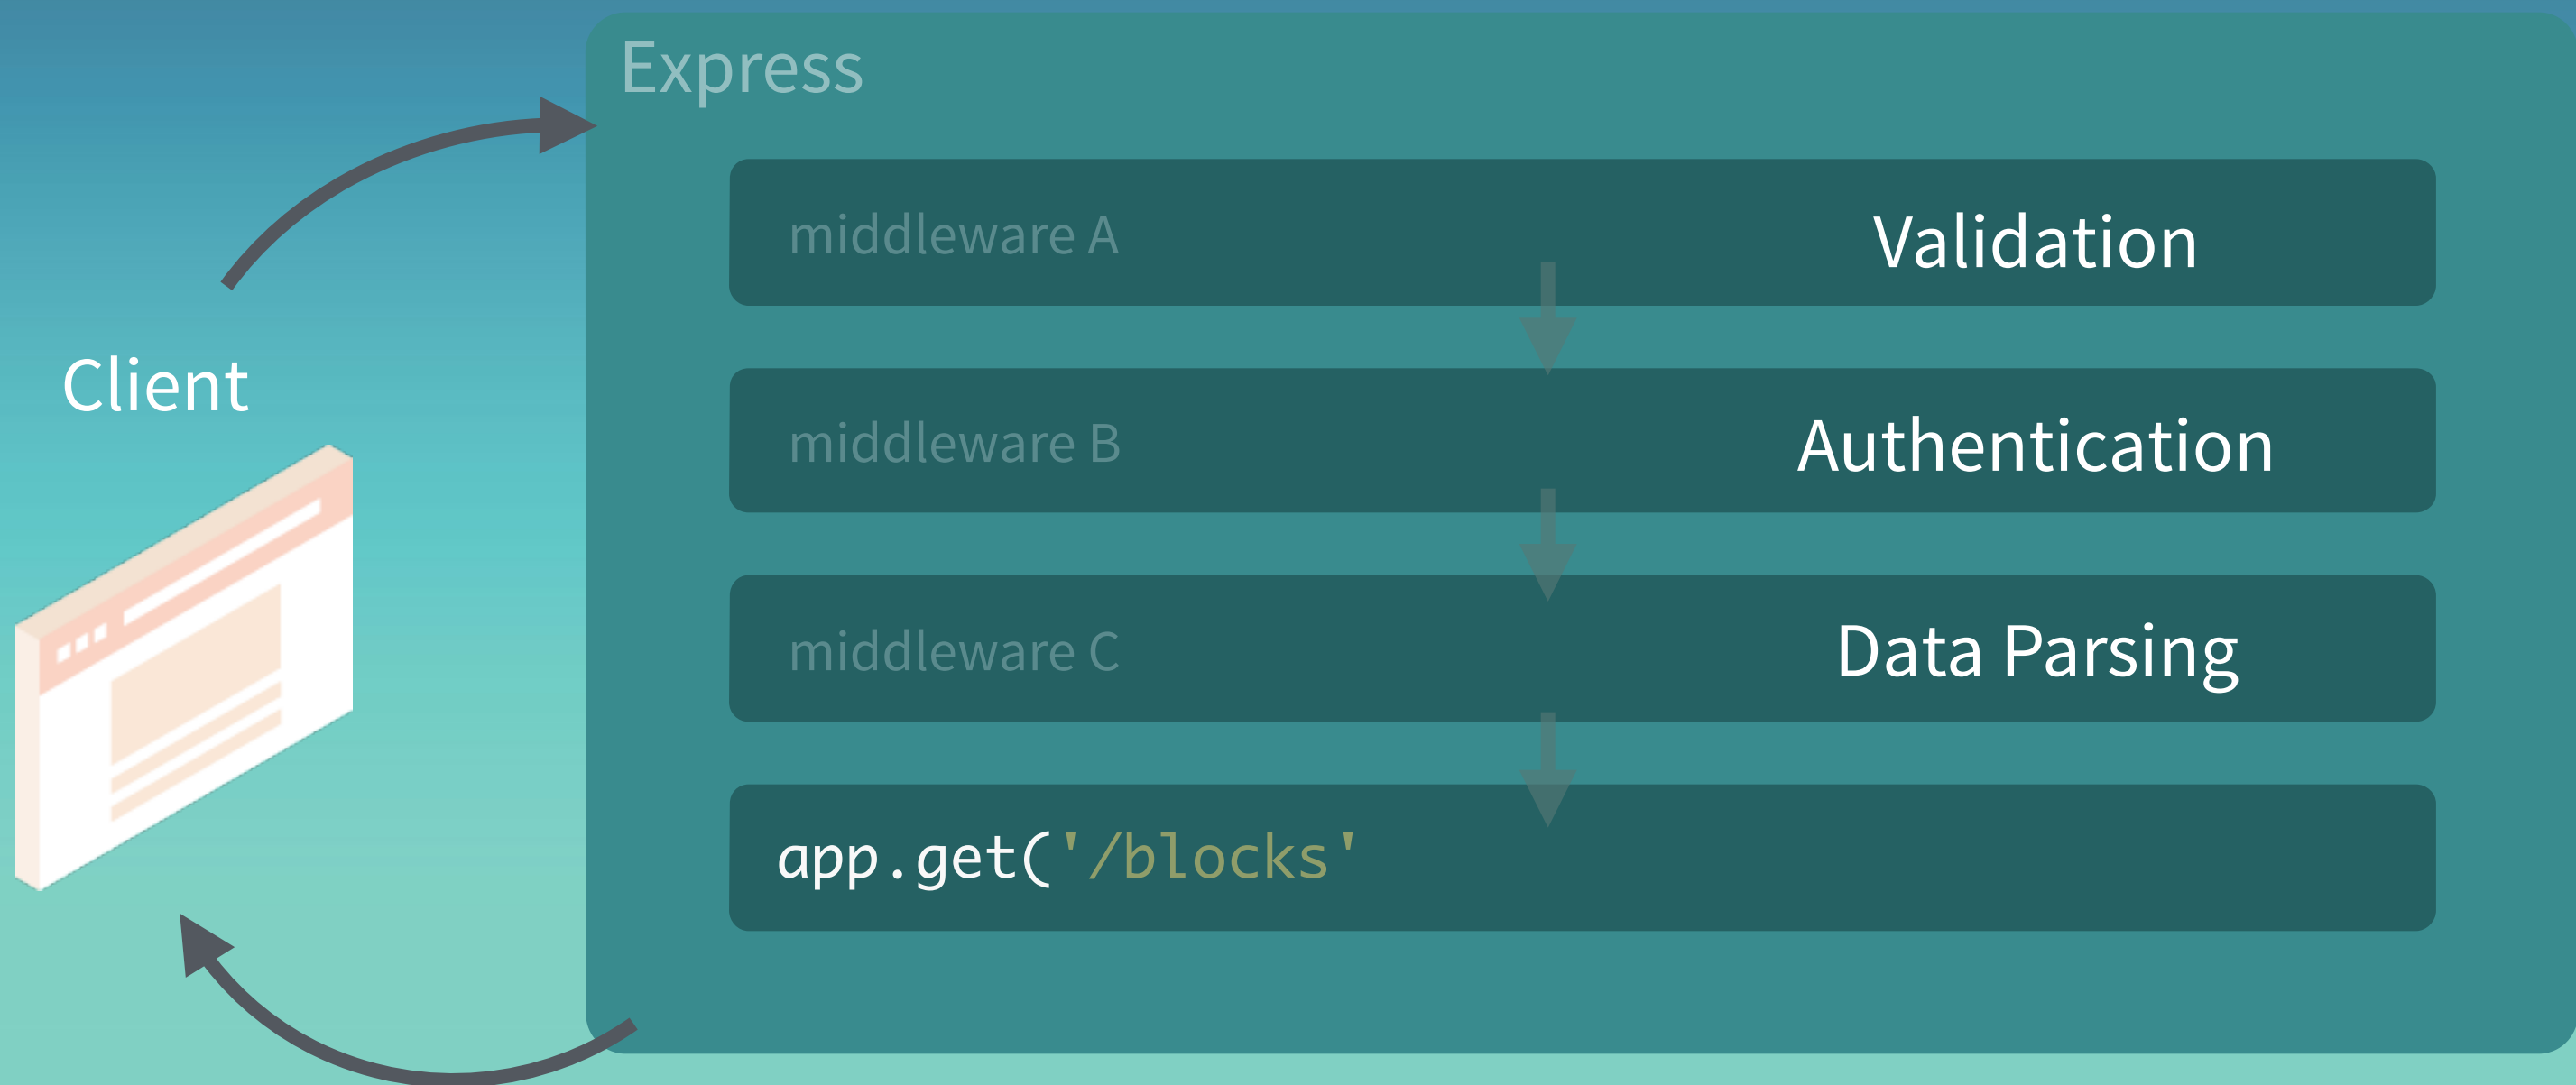 Express
middleware A Validation
Client
middleware B Authentication
middleware C Data Parsing
app.get('/blocks'